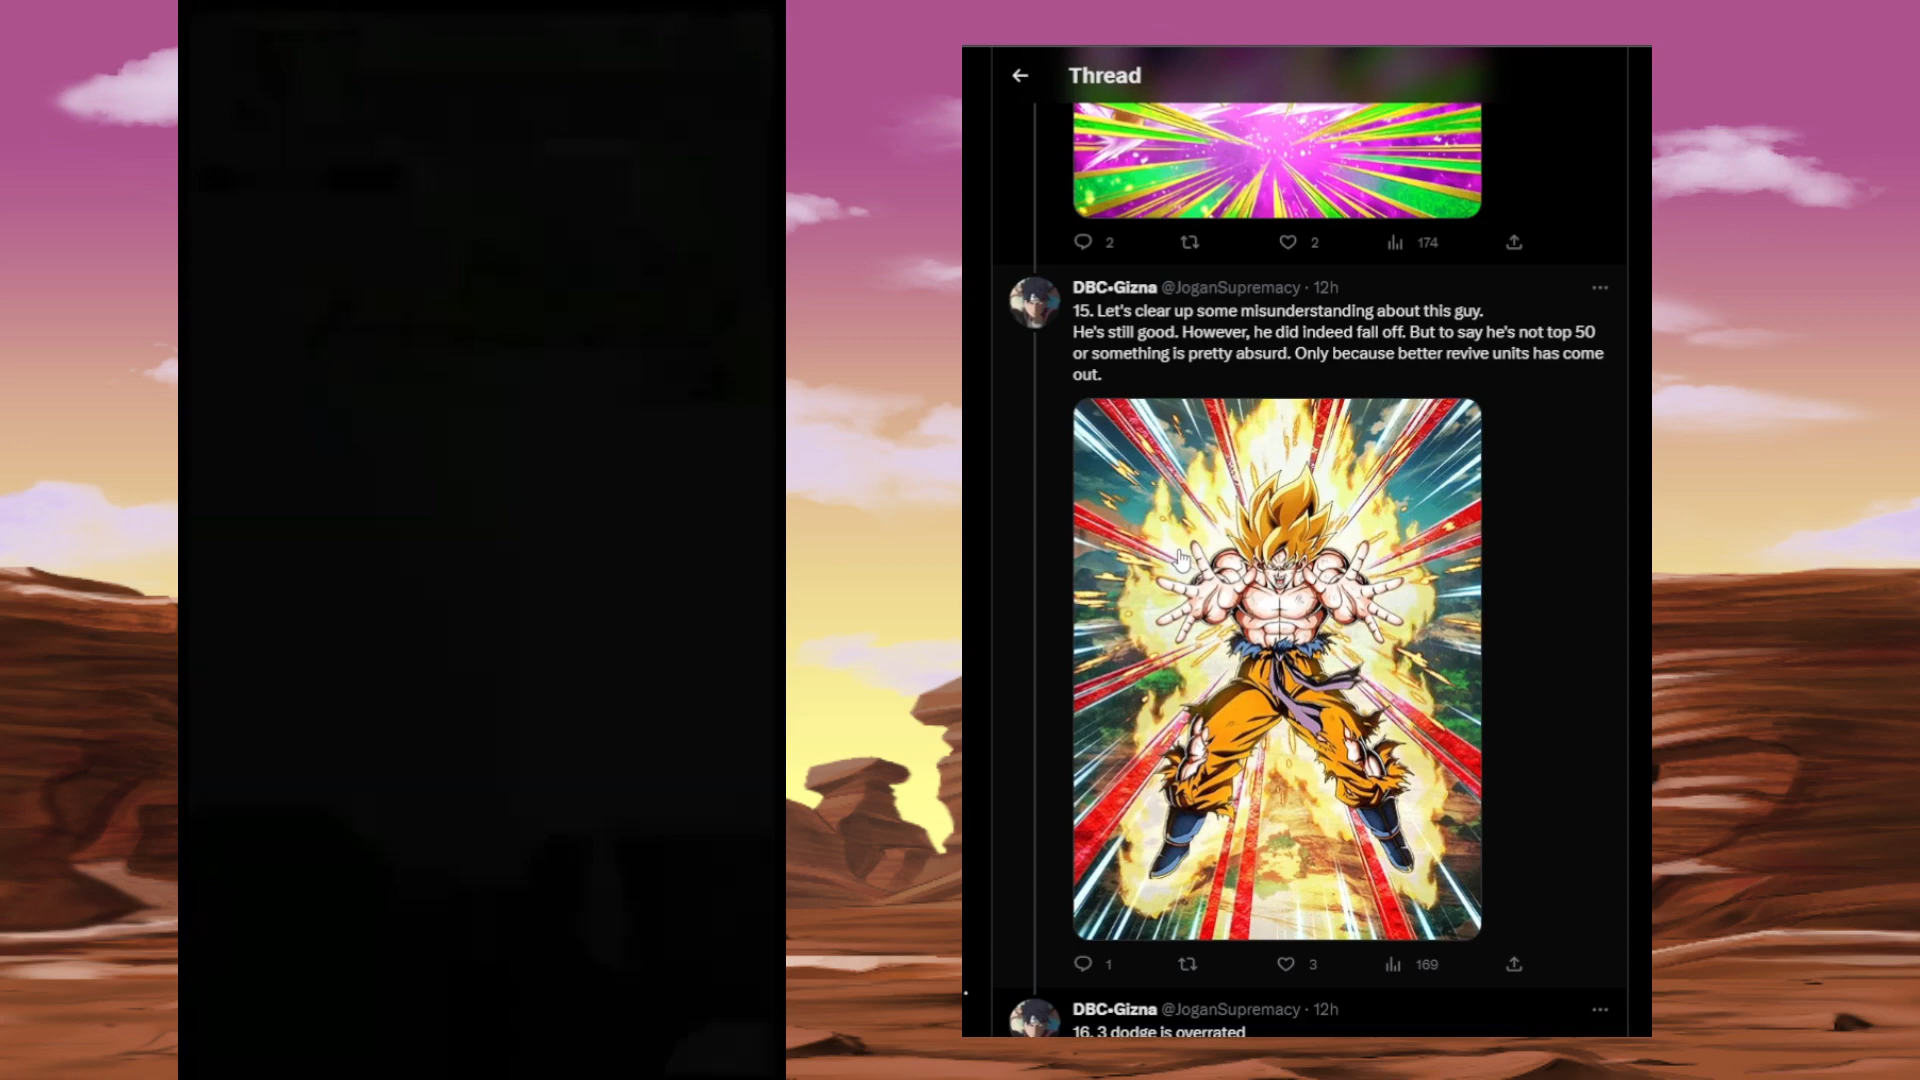 Thread
2 2 174
DBC•Gizna @JoganSupremacy · 12h
15. Let's clear up some misunderstanding about this guy.
He's still good. However, he did indeed fall off. But to say he's not top 50
or something is pretty absurd. Only because better revive units has come
out.
1 3 169
DBC•Gizna @JoganSupremacy · 12h
16. 3 dodge is overrated